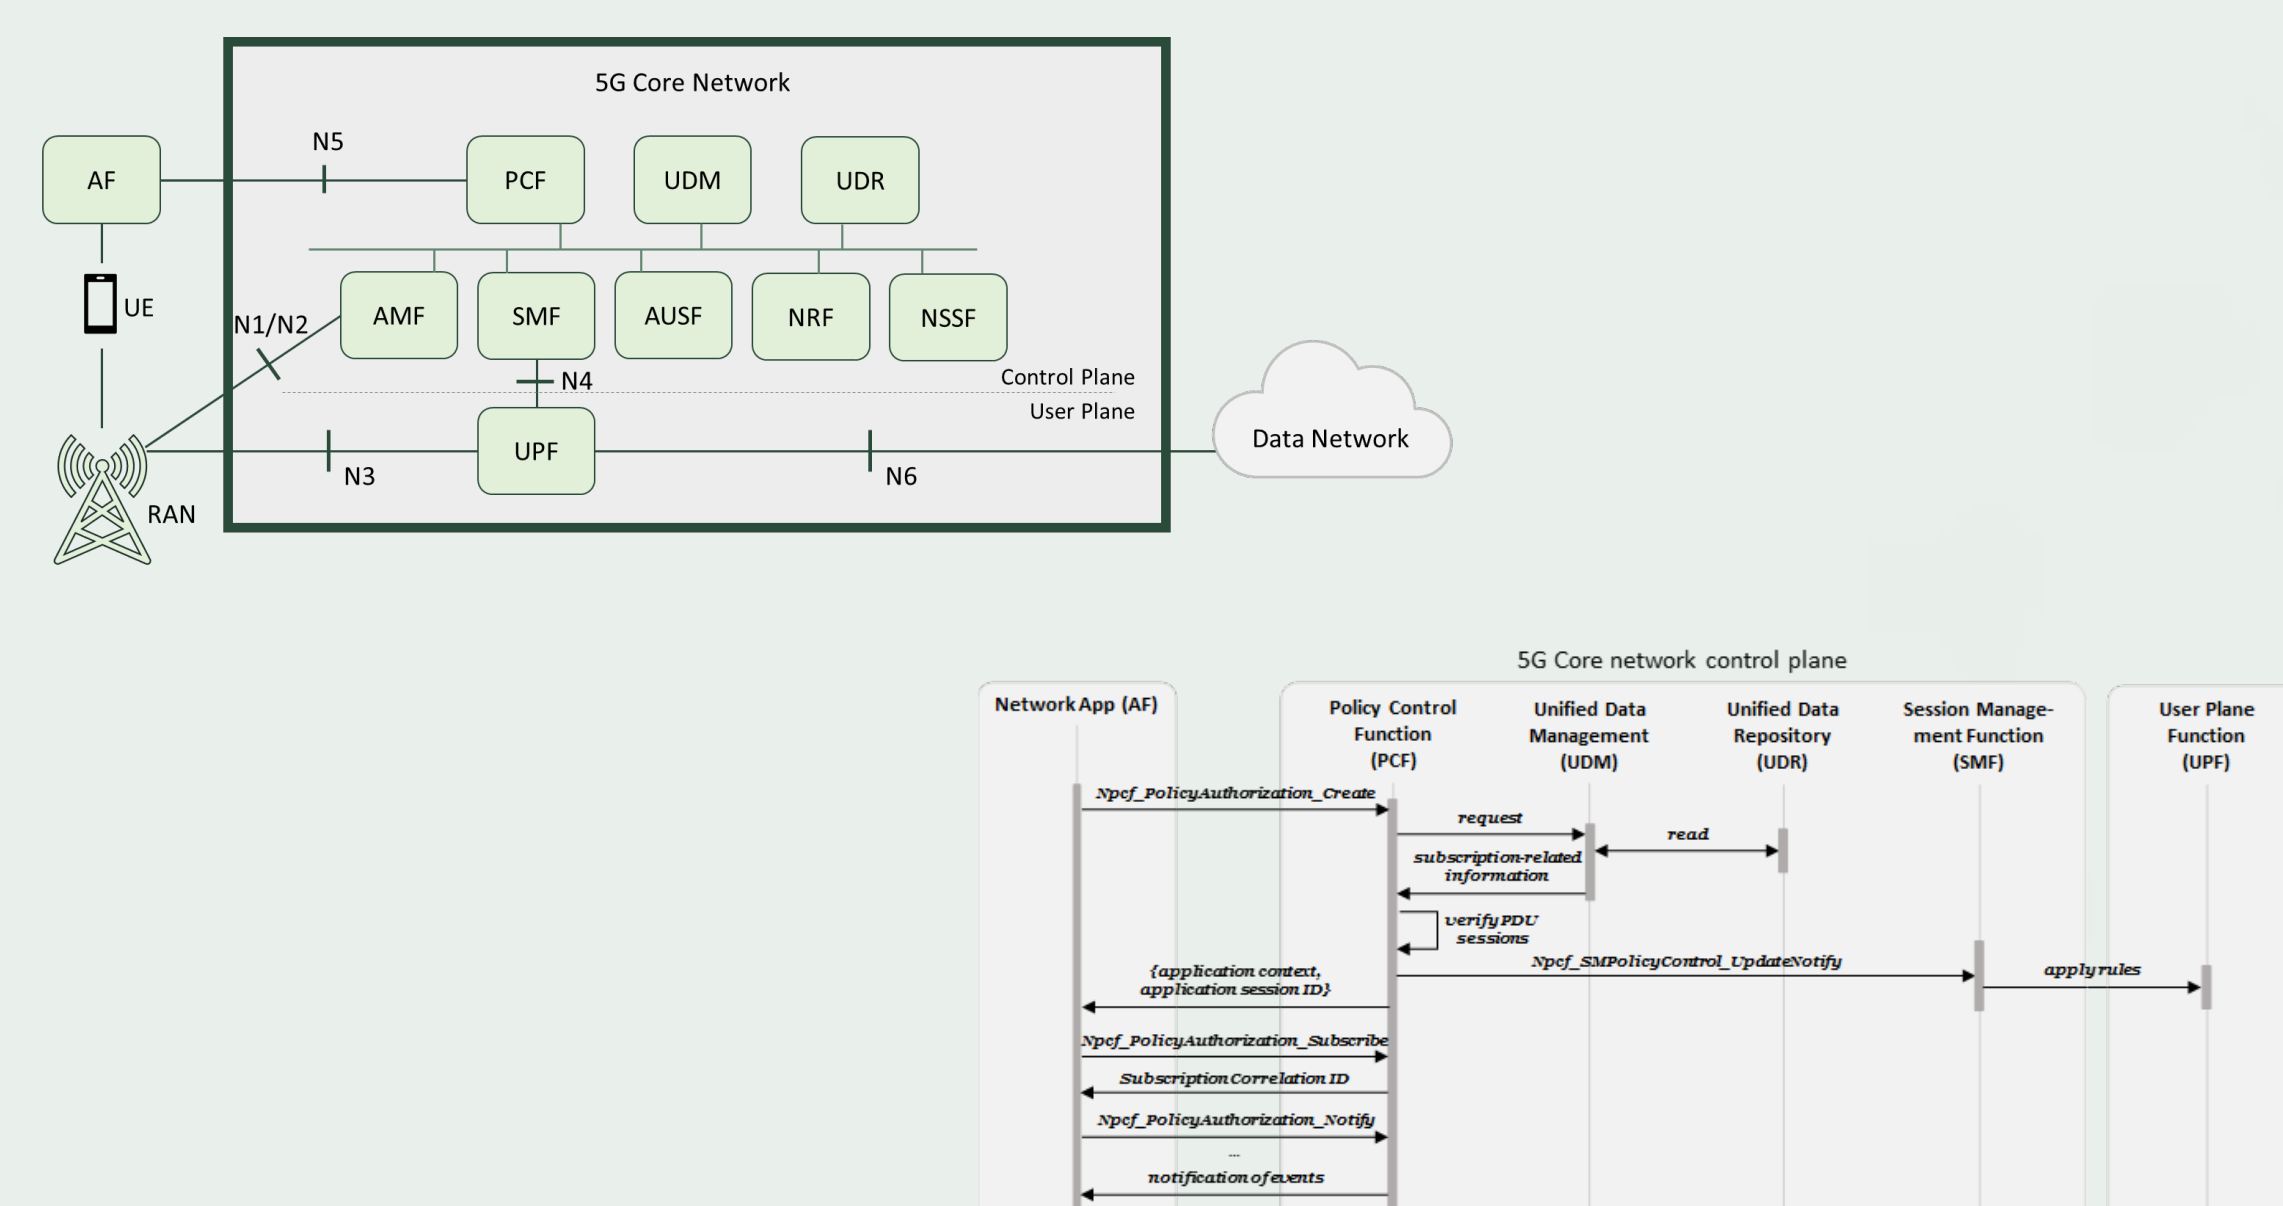 5G Core Network
N5
AF
PCF
UDM
UDR
UE
N1/N2
AMF
SMF
AUSF
NRF
NSSF
N4
Control Plane
User Plane
Data Network
UPF
N3
N6
RAN
5G Core network control plane
Network App (AF)
Policy Control
Function
(PCF)
Unified Data
Management
(UDM)
Unified Data
Repository
(UDR)
Session Manage-
ment Function
(SMF)
User Plane
Function
(UPF)
Npcf_PolicyAuthorization_Create
request
read
subscription-related
information
verify PDU
sessions
Npcf_SMPolicyControl_UpdateNotify
apply rules
{application context,
application session ID}
Npcf_PolicyAuthorization_Subscribe
Subscription Correlation ID
Npcf_PolicyAuthorization_Notify
...
notification of events